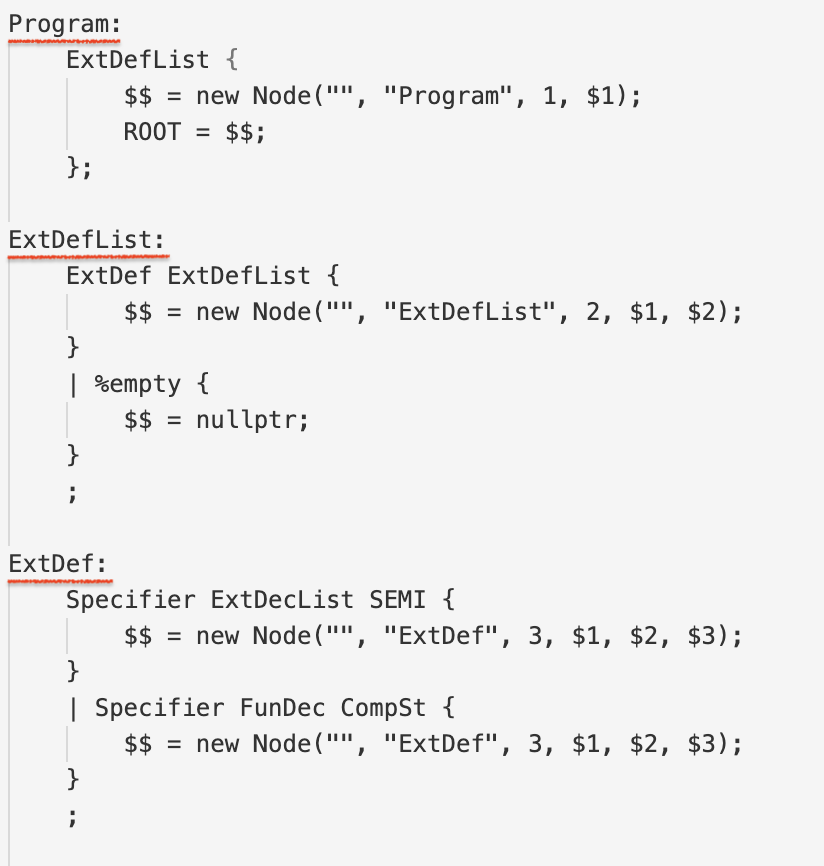 Program:
    ExtDefList {
        $$ = new Node("", "Program", 1, $1);
        ROOT = $$;
    };

ExtDefList:
    ExtDef ExtDefList {
        $$ = new Node("", "ExtDefList", 2, $1, $2);
    }
    | %empty {
        $$ = nullptr;
    }
    ;

ExtDef:
    Specifier ExtDecList SEMI {
        $$ = new Node("", "ExtDef", 3, $1, $2, $3);
    }
    | Specifier FunDec CompSt {
        $$ = new Node("", "ExtDef", 3, $1, $2, $3);
    }
    ;